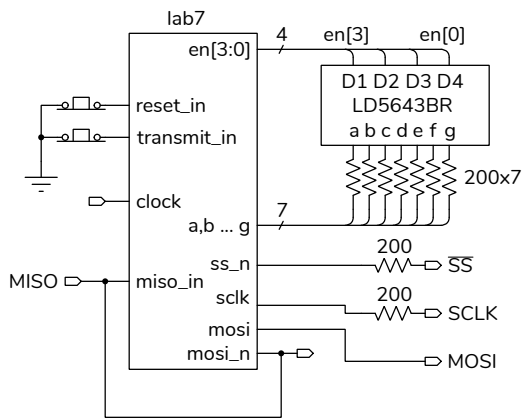 lab7
en[3:0]
4
en[3]
en[0]
D1 D2 D3 D4
LD5643BR
a b c d e f g
reset_in
transmit_in
200x7
clock
a,b ... g
7
ss_n
200
SS
MISO
miso_in
sclk
200
SCLK
mosi
mosi_n
MOSI